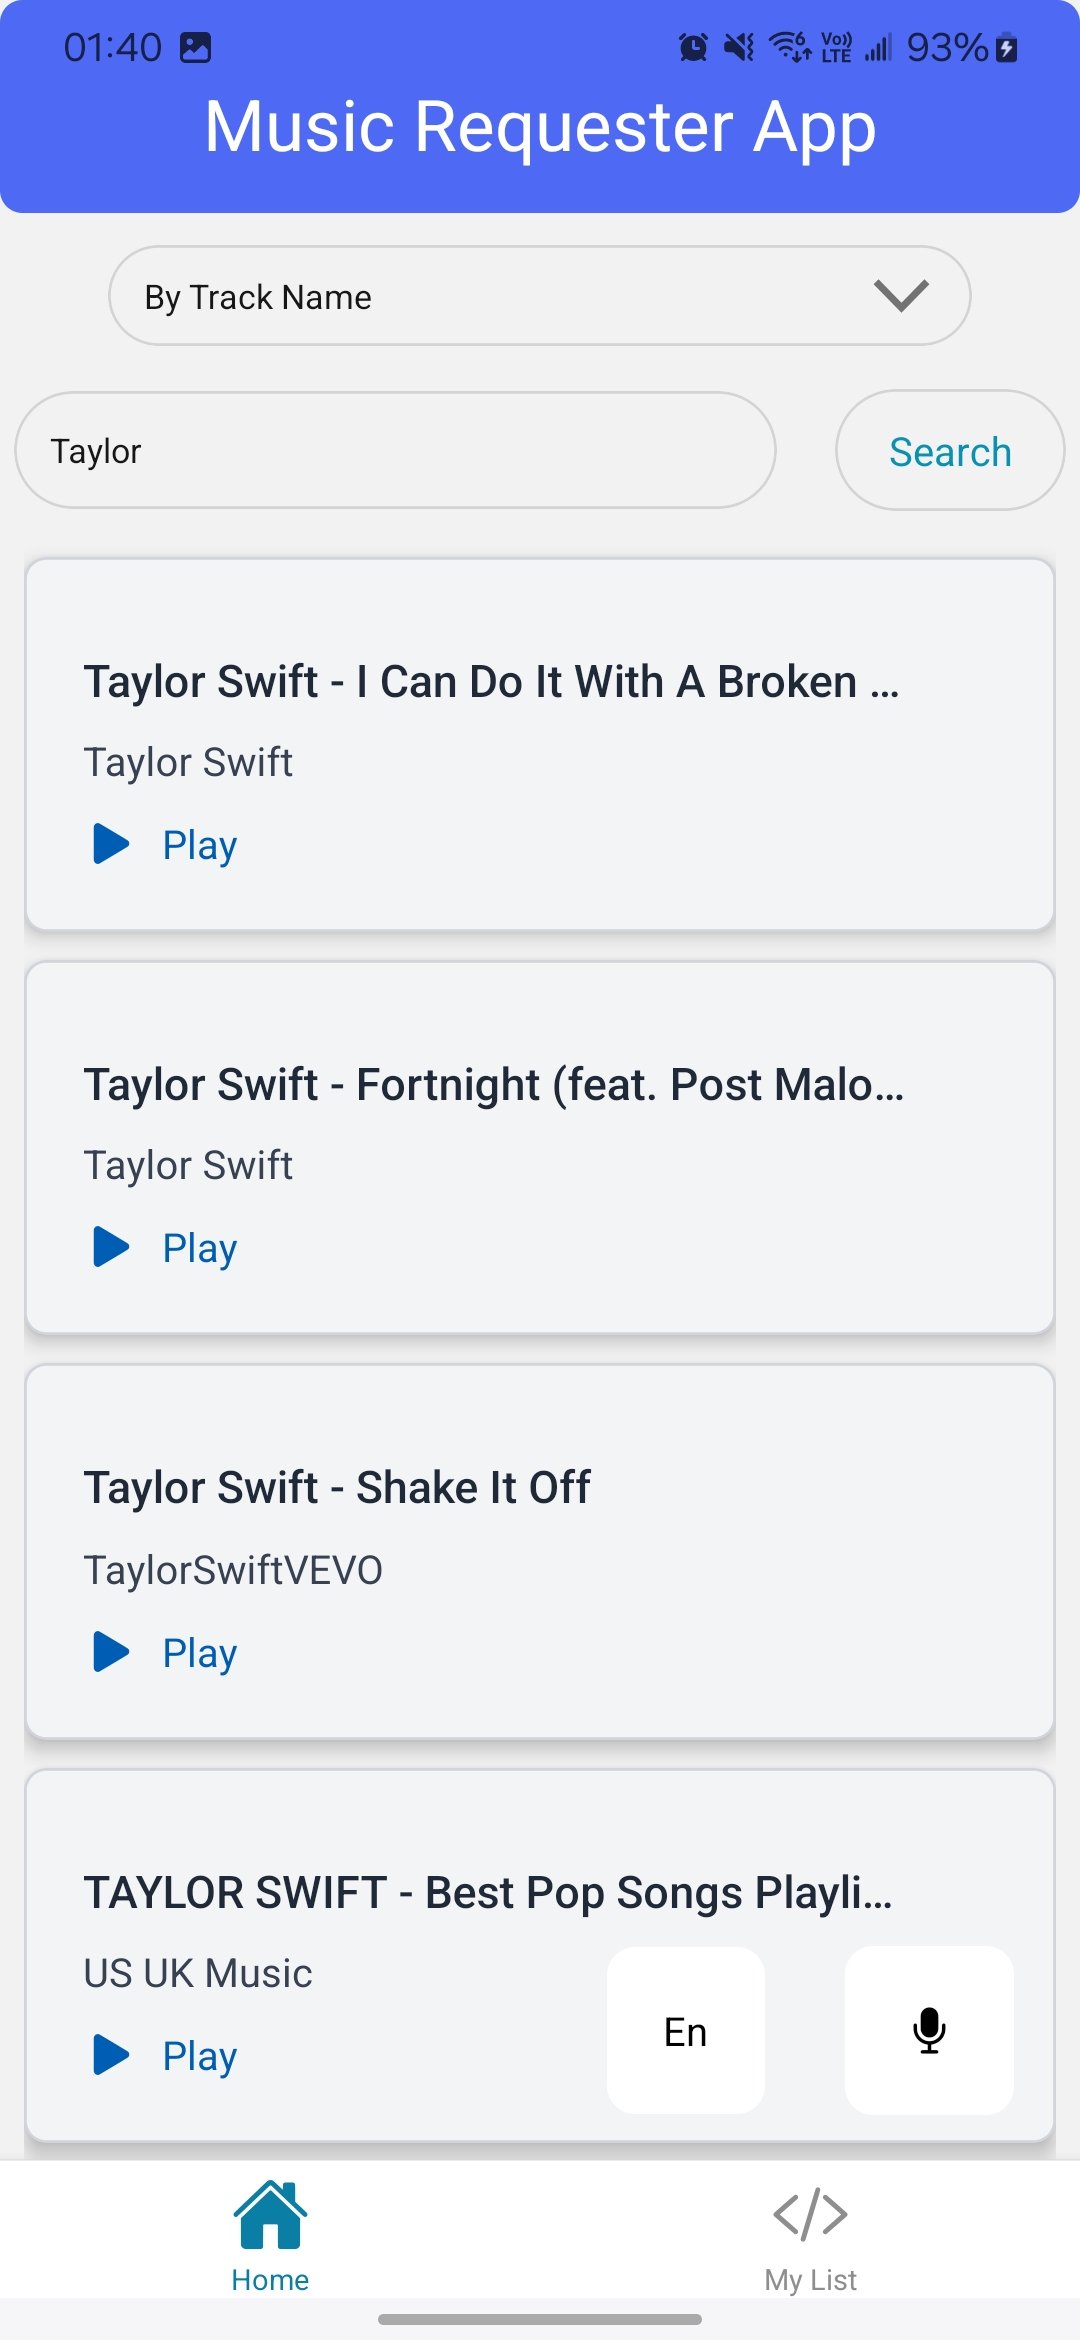 01:40 6 Vo)) LTE 93%
Music Requester App
By Track Name
Taylor Search
Taylor Swift - I Can Do It With A Broken ...
Taylor Swift
Play
Taylor Swift - Fortnight (feat. Post Malo...
Taylor Swift
Play
Taylor Swift - Shake It Off
TaylorSwiftVEVO
Play
TAYLOR SWIFT - Best Pop Songs Playli...
US UK Music
En
Play
Home My List